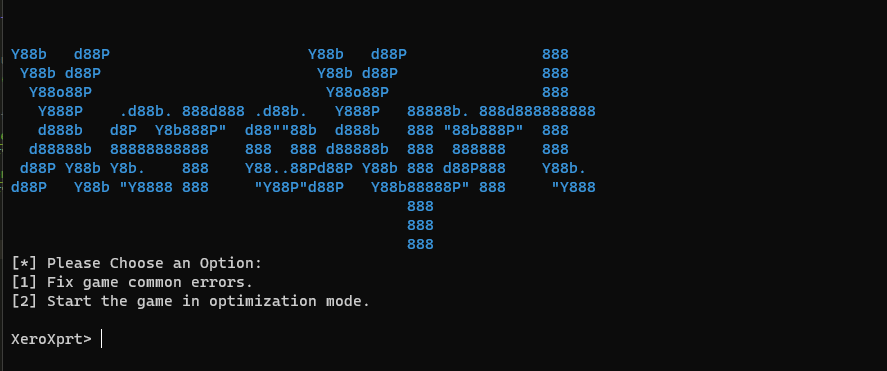 Y88b   d88P                      Y88b   d88P               888
 Y88b d88P                        Y88b d88P                888
  Y88o88P                          Y88o88P                 888
   Y888P    .d88b. 888d888 .d88b.   Y888P   88888b. 888d888888888
   d888b   d8P  Y8b888P"  d88""88b  d888b   888 "88b888P"  888
  d88888b  88888888888    888  888 d88888b  888  888888    888
 d88P Y88b Y8b.    888    Y88..88Pd88P Y88b 888 d88P888    Y88b.
d88P   Y88b "Y8888 888     "Y88P"d88P   Y88b88888P" 888     "Y888
                                            888
                                            888
                                            888
[*] Please Choose an Option:
[1] Fix game common errors.
[2] Start the game in optimization mode.
XeroXprt>